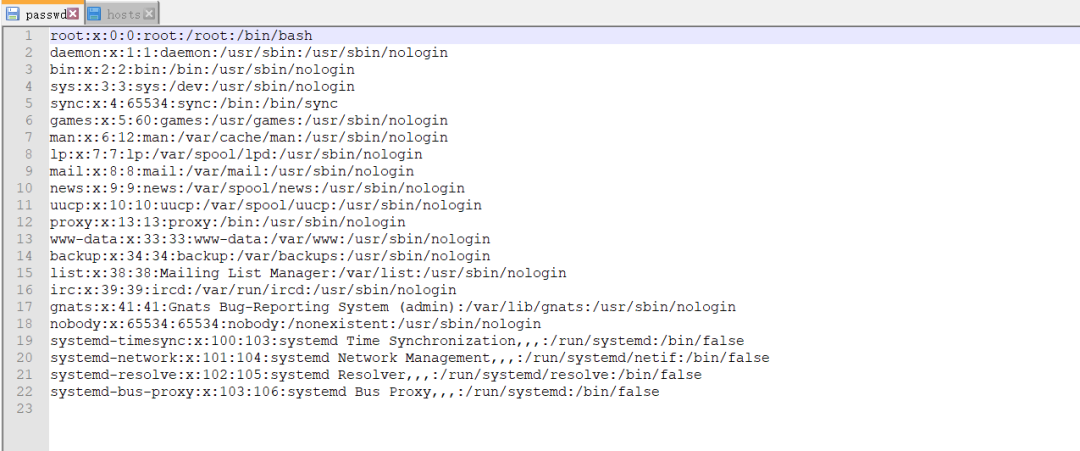 passwd hosts
1 root:x:0:0:root:/root:/bin/bash
2 daemon:x:1:1:daemon:/usr/sbin:/usr/sbin/nologin
3 bin:x:2:2:bin:/bin:/usr/sbin/nologin
4 sys:x:3:3:sys:/dev:/usr/sbin/nologin
5 sync:x:4:65534:sync:/bin:/bin/sync
6 games:x:5:60:games:/usr/games:/usr/sbin/nologin
7 man:x:6:12:man:/var/cache/man:/usr/sbin/nologin
8 lp:x:7:7:lp:/var/spool/lpd:/usr/sbin/nologin
9 mail:x:8:8:mail:/var/mail:/usr/sbin/nologin
10 news:x:9:9:news:/var/spool/news:/usr/sbin/nologin
11 uucp:x:10:10:uucp:/var/spool/uucp:/usr/sbin/nologin
12 proxy:x:13:13:proxy:/bin:/usr/sbin/nologin
13 www-data:x:33:33:www-data:/var/www:/usr/sbin/nologin
14 backup:x:34:34:backup:/var/backups:/usr/sbin/nologin
15 list:x:38:38:Mailing List Manager:/var/list:/usr/sbin/nologin
16 irc:x:39:39:ircd:/var/run/ircd:/usr/sbin/nologin
17 gnats:x:41:41:Gnats Bug-Reporting System (admin):/var/lib/gnats:/usr/sbin/nologin
18 nobody:x:65534:65534:nobody:/nonexistent:/usr/sbin/nologin
19 systemd-timesync:x:100:103:systemd Time Synchronization,,,:/run/systemd:/bin/false
20 systemd-network:x:101:104:systemd Network Management,,,:/run/systemd/netif:/bin/false
21 systemd-resolve:x:102:105:systemd Resolver,,,:/run/systemd/resolve:/bin/false
22 systemd-bus-proxy:x:103:106:systemd Bus Proxy,,,:/run/systemd:/bin/false
23